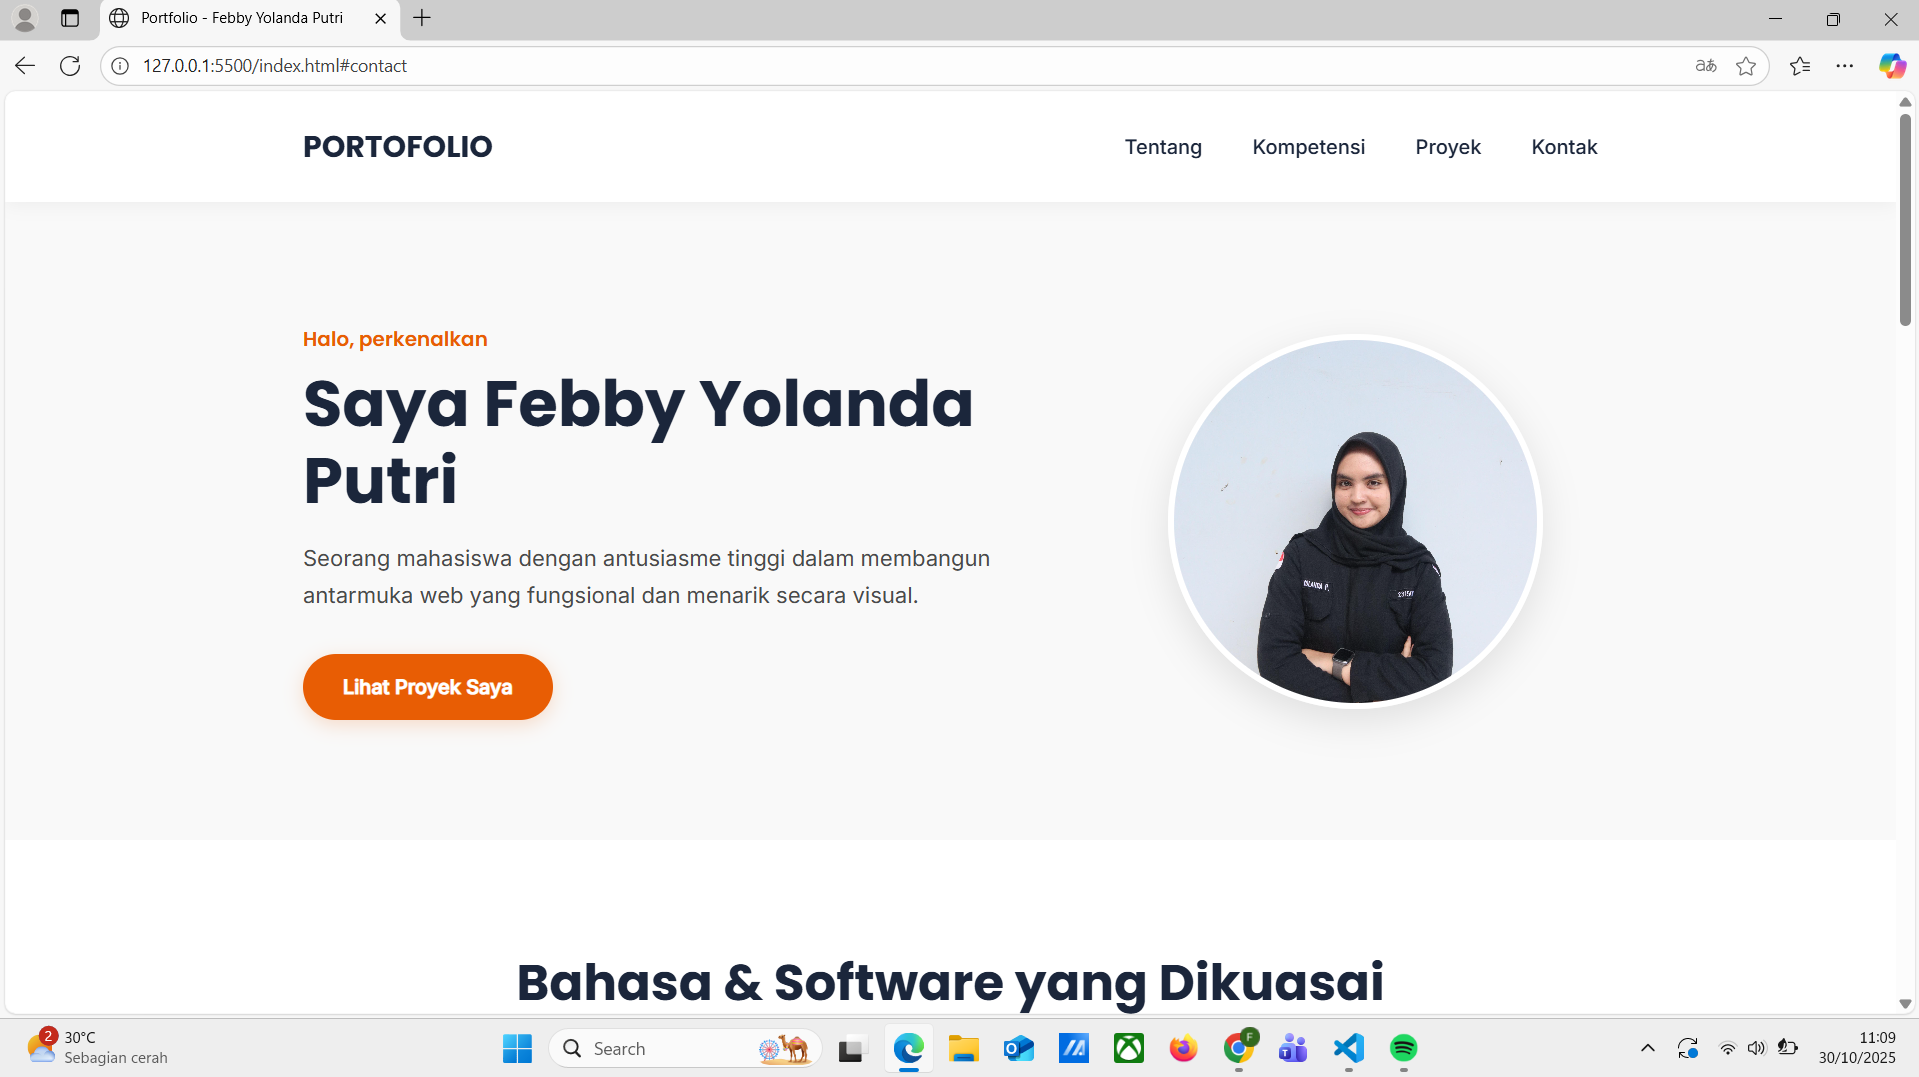 Portfolio - Febby Yolanda Putri
127.0.0.1:5500/index.html#contact
PORTOFOLIO
Tentang
Kompetensi
Proyek
Kontak
Halo, perkenalkan
Saya Febby Yolanda
Putri
Seorang mahasiswa dengan antusiasme tinggi dalam membangun
antarmuka web yang fungsional dan menarik secara visual.
Lihat Proyek Saya
Bahasa & Software yang Dikuasai
2
30°C
Sebagian cerah
Search
F
11:09
30/10/2025